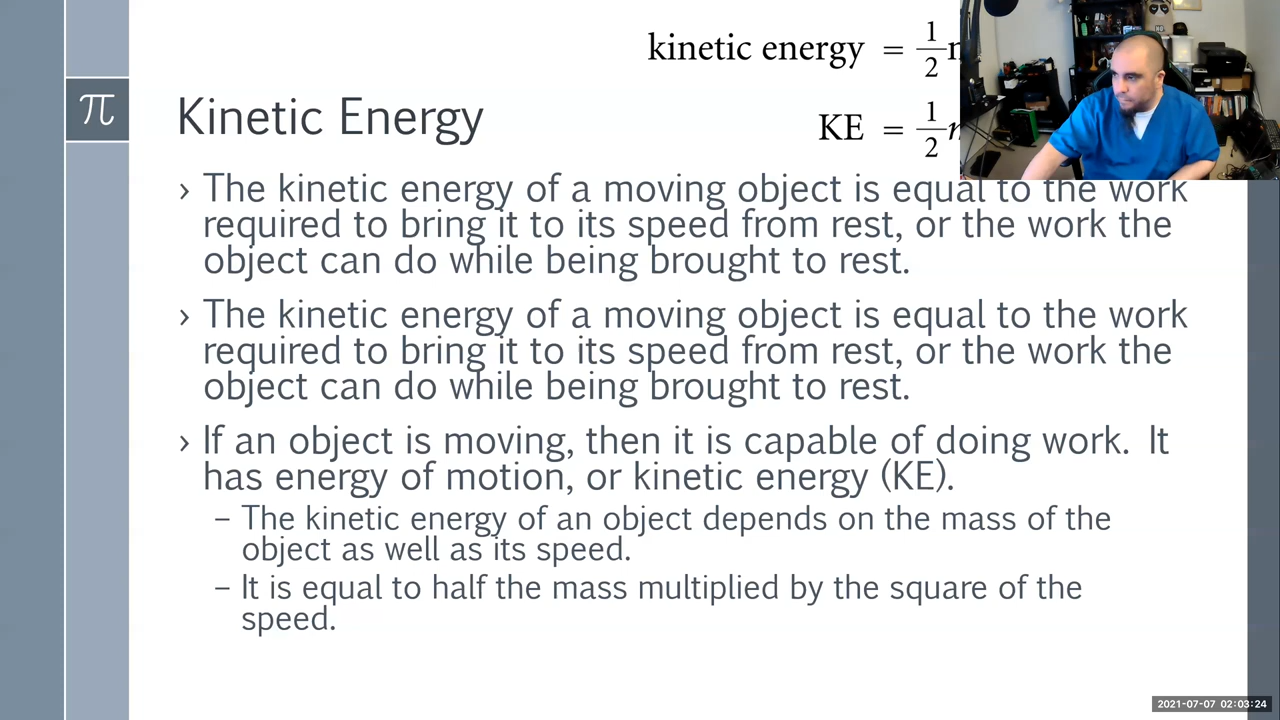 kinetic energy = 1/2
KE = 1/2
π
Kinetic Energy
› The kinetic energy of a moving object is equal to the work
required to bring it to its speed from rest, or the work the
object can do while being brought to rest.
› The kinetic energy of a moving object is equal to the work
required to bring it to its speed from rest, or the work the
object can do while being brought to rest.
› If an object is moving, then it is capable of doing work. It
has energy of motion, or kinetic energy (KE).
– The kinetic energy of an object depends on the mass of the
object as well as its speed.
– It is equal to half the mass multiplied by the square of the
speed.
2021-07-07 02:03:24